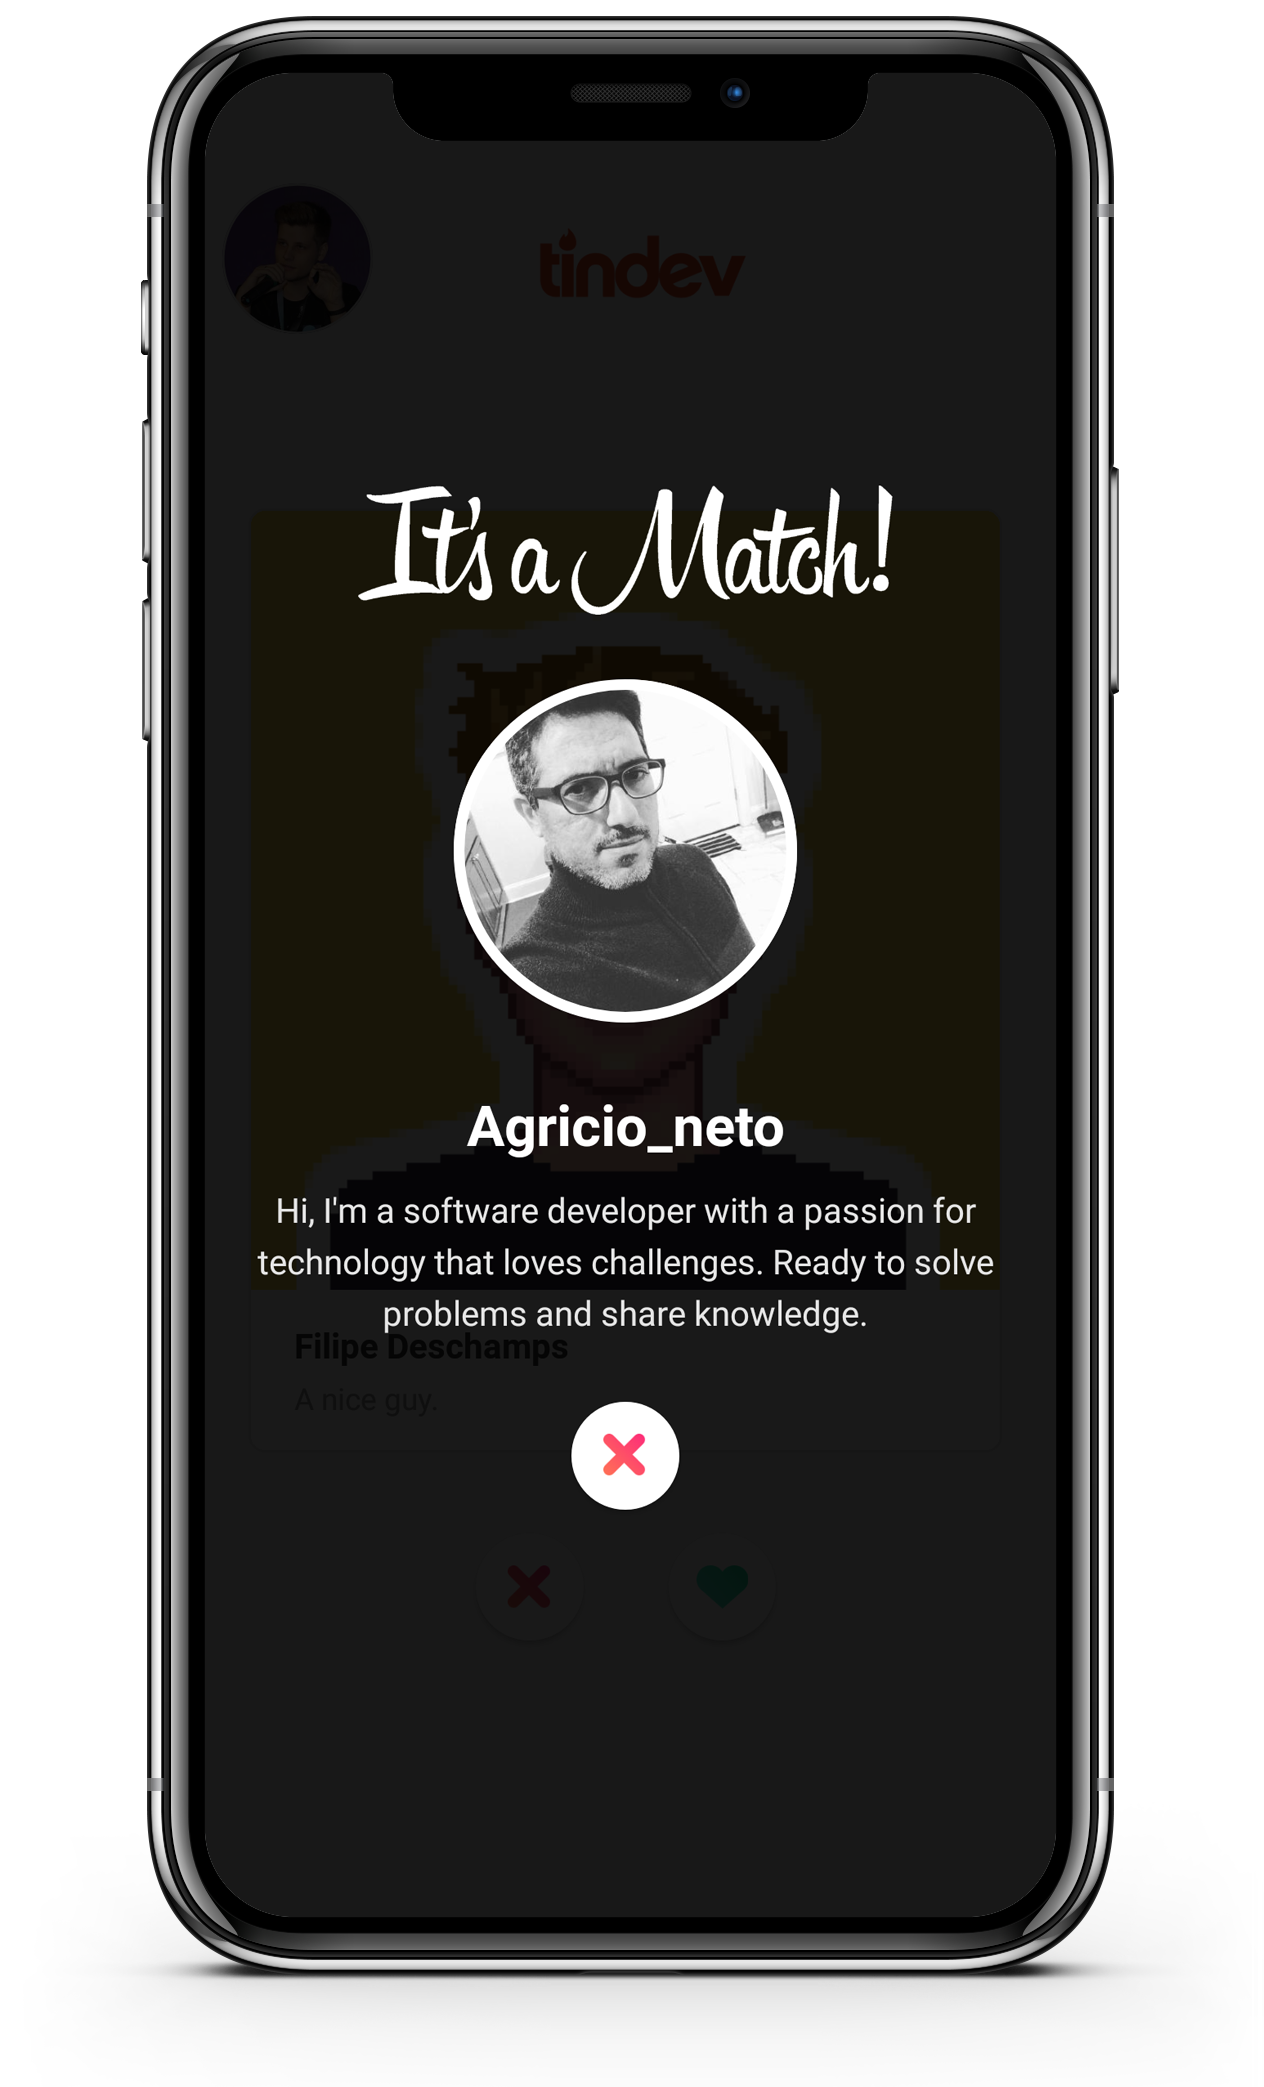 tindev
It's a Match!
Agricio_neto
Hi, I'm a software developer with a passion for
technology that loves challenges. Ready to solve
problems and share knowledge.
Filipe Deschamps
A nice guy.